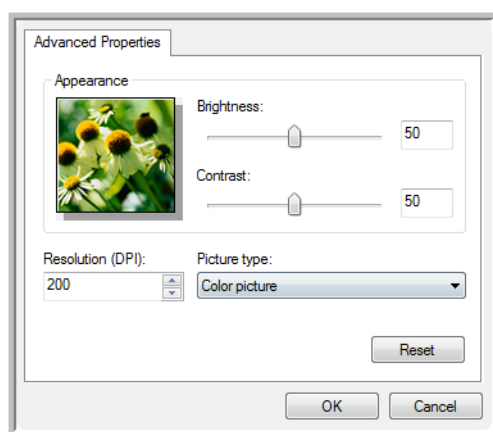 Advanced Properties
Appearance
Brightness:
50
Contrast:
50
Resolution (DPI): Picture type:
200 Color picture
Reset
OK Cancel